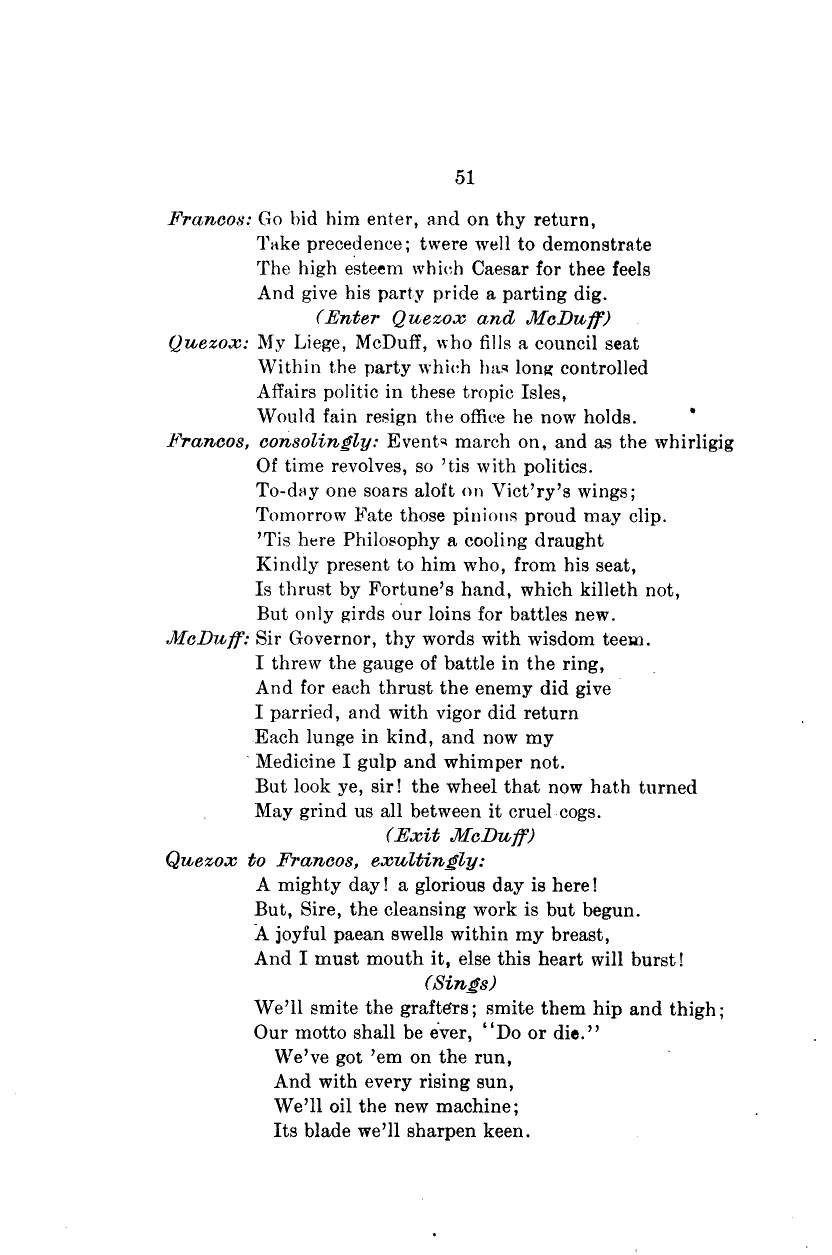 51
Francos: Go bid him enter, and on thy return,
Take precedence; twere well to demonstrate
The high esteem which Caesar for thee feels
And give his party pride a parting dig.
(Enter Quezox and McDuff)
Quezox: My Liege, McDuff, who fills a council seat
Within the party which has long controlled
Affairs politic in these tropic Isles,
Would fain resign the office he now holds.
Francos, consolingly: Events march on, and as the whirligig
Of time revolves, so 'tis with politics.
To-day one soars aloft on Vict'ry's wings;
Tomorrow Fate those pinions proud may clip.
'Tis here Philosophy a cooling draught
Kindly present to him who, from his seat,
Is thrust by Fortune's hand, which killeth not,
But only girds our loins for battles new.
McDuff: Sir Governor, thy words with wisdom teem.
I threw the gauge of battle in the ring,
And for each thrust the enemy did give
I parried, and with vigor did return
Each lunge in kind, and now my
Medicine I gulp and whimper not.
But look ye, sir! the wheel that now hath turned
May grind us all between it cruel cogs.
(Exit McDuff)
Quezox to Francos, exultingly:
A mighty day! a glorious day is here!
But, Sire, the cleansing work is but begun.
A joyful paean swells within my breast,
And I must mouth it, else this heart will burst!
(Sings)
We'll smite the grafters; smite them hip and thigh;
Our motto shall be ever, "Do or die."
We've got 'em on the run,
And with every rising sun,
We'll oil the new machine;
Its blade we'll sharpen keen.